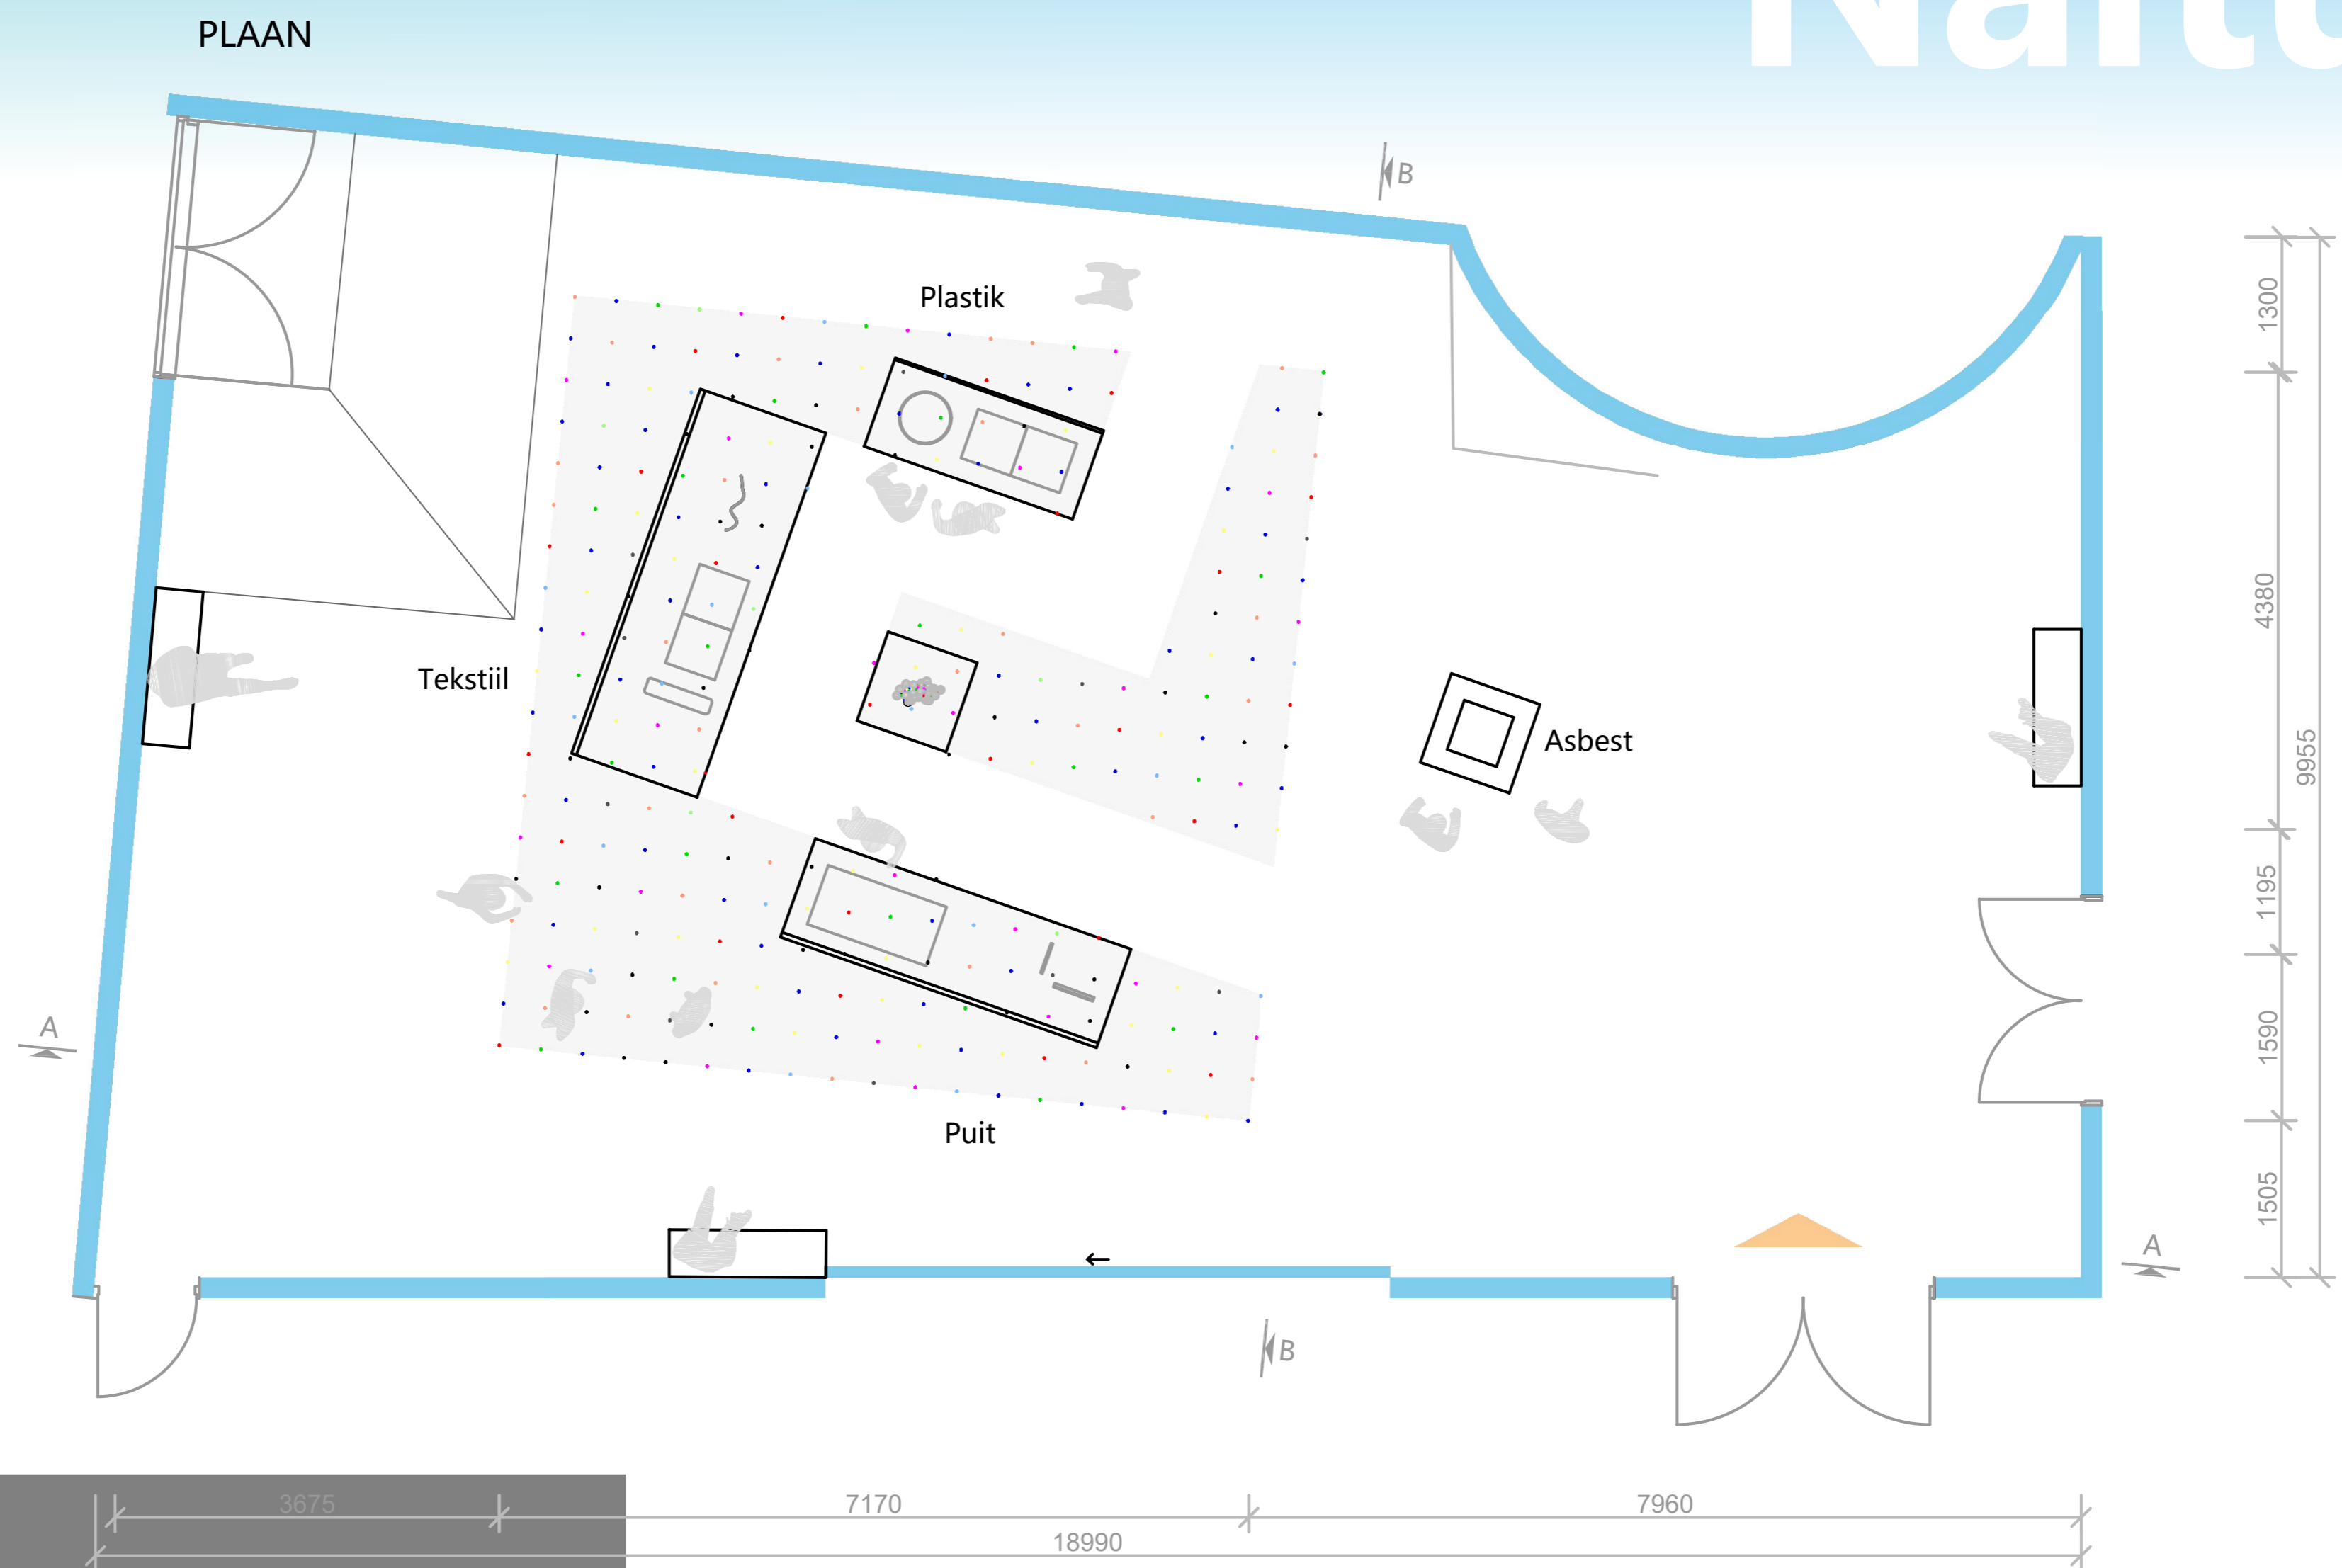 PLAAN
B
1300
Plastik
4380
Tekstiil
Asbest
9955
1195
A
1590
Puit
1505
A
B
3675
7170
7960
18990